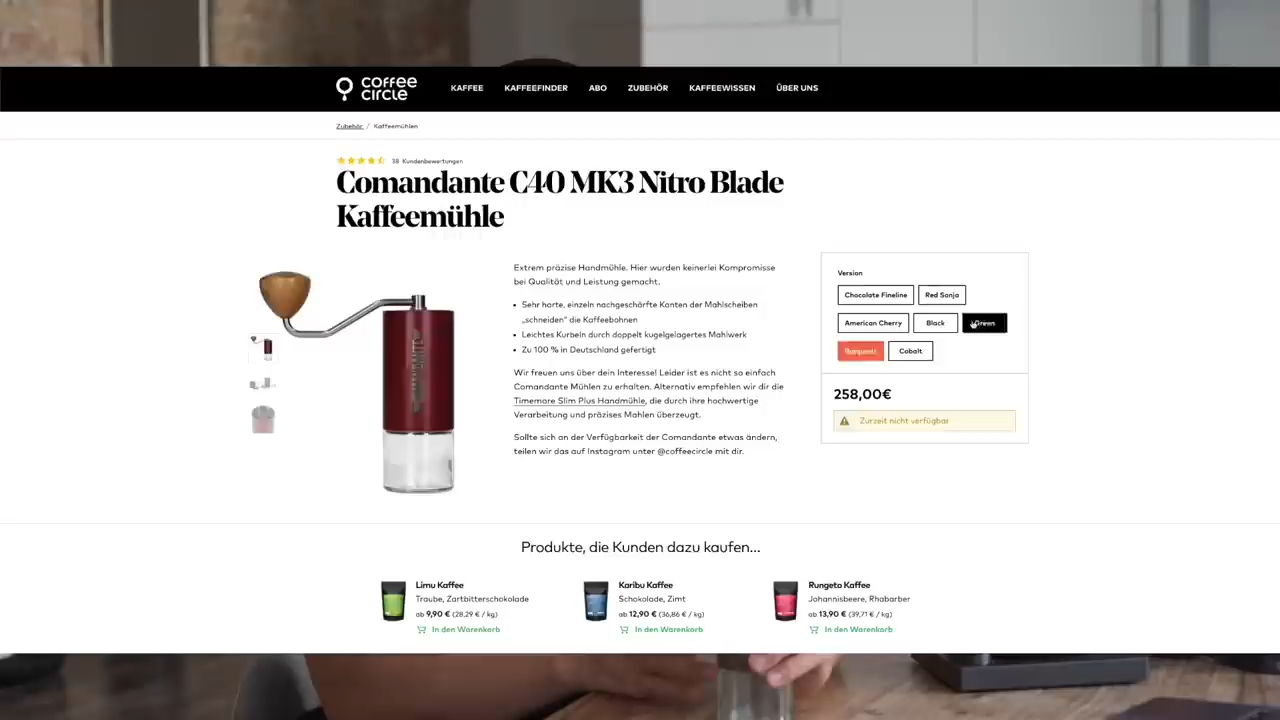 coffee
circle
KAFFEE
KAFFEEFINDER
ABO
ZUBEHÖR
KAFFEEWISSEN
ÜBER UNS
Zubehör / Kaffeemühlen
38 Kundenbewertungen
Comandante C40 MK3 Nitro Blade
Kaffeemühle
Extrem präzise Handmühle. Hier wurden keinerlei Kompromisse
bei Qualität und Leistung gemacht.
Sehr harte, einzeln nachgeschärfte Kanten der Mahlscheiben
„schneiden“ die Kaffeebohnen
Leichtes Kurbeln durch doppelt kugelgelagertes Mahlwerk
Zu 100 % in Deutschland gefertigt
Wir freuen uns über dein Interesse! Leider ist es nicht so einfach
Comandante Mühlen zu erhalten. Alternativ empfehlen wir dir die
Timemore Slim Plus Handmühle, die durch ihre hochwertige
Verarbeitung und präzises Mahlen überzeugt.
Sollte sich an der Verfügbarkeit der Comandante etwas ändern,
teilen wir das auf Instagram unter @coffeecircle mit dir.
Version
Chocolate Fineline
Red Sonja
American Cherry
Black
Green
Burgundi
Cobalt
258,00€
Zurzeit nicht verfügbar
COMANDANTE
Produkte, die Kunden dazu kaufen...
Limu Kaffee
Traube, Zartbitterschokolade
ab 9,90 € (28,29 € / kg)
In den Warenkorb
Karibu Kaffee
Schokolade, Zimt
ab 12,90 € (36,86 € / kg)
In den Warenkorb
Rungeto Kaffee
Johannisbeere, Rhabarber
ab 13,90 € (39,71 € / kg)
In den Warenkorb